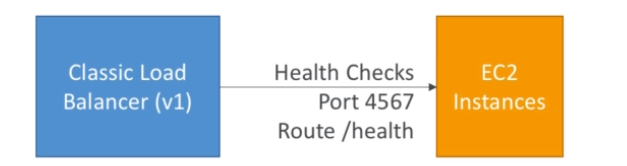 Classic Load
Balancer (v1)
Health Checks
Port 4567
Route /health
EC2
Instances